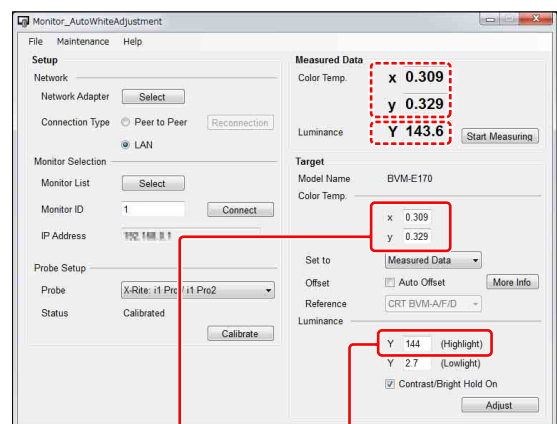 Monitor_AutoWhiteAdjustment
File Maintenance Help
Setup
Network
Network Adapter Select
Connection Type Peer to Peer Reconnection
LAN
Monitor Selection
Monitor List Select
Monitor ID 1 Connect
IP Address
Probe Setup
Probe X-Rite: i1 Pro / i1 Pro2
Status Calibrated
Calibrate
Measured Data
Color Temp. x 0.309
y 0.329
Luminance Y 143.6 Start Measuring
Target
Model Name BVM-E170
Color Temp.
x 0.309
y 0.329
Set to Measured Data
Offset Auto Offset More Info
Reference CRT BVM-A/F/D
Luminance
Y 144 (Highlight)
Y 2.7 (Lowlight)
Contrast/Bright Hold On
Adjust